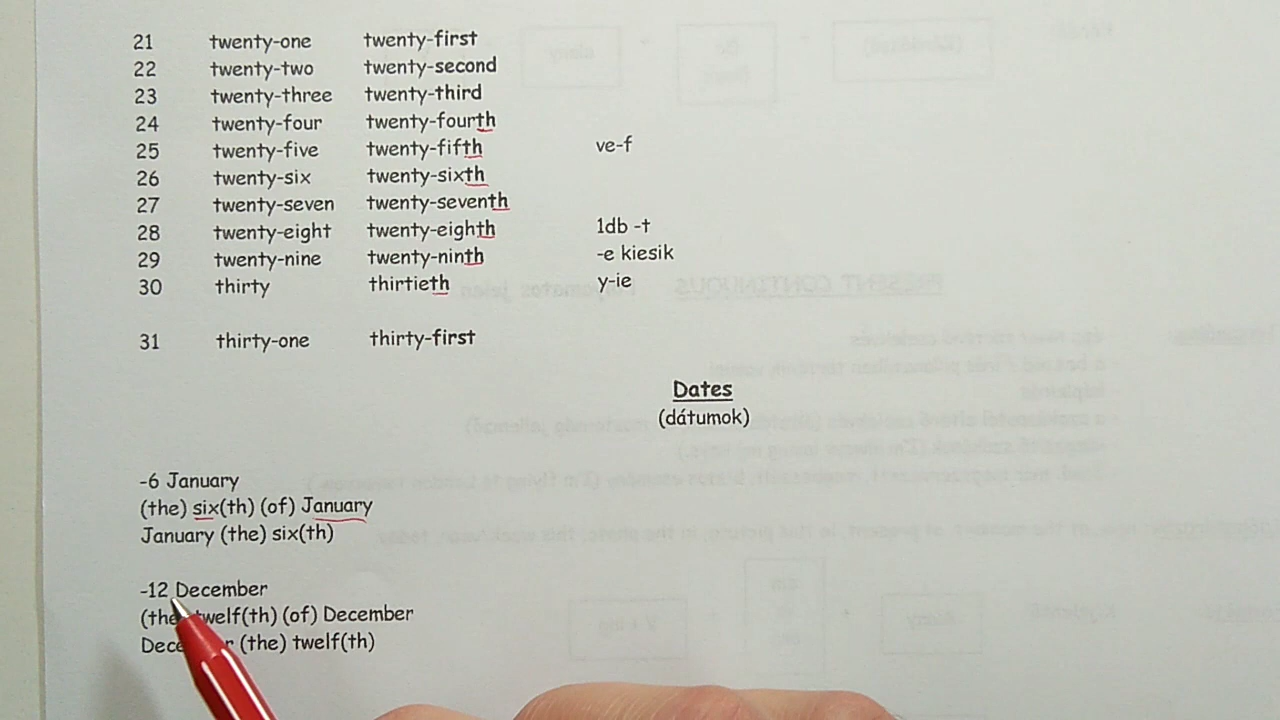 21 twenty-one twenty-first
22 twenty-two twenty-second
23 twenty-three twenty-third
24 twenty-four twenty-fourth
25 twenty-five twenty-fifth ve-f
26 twenty-six twenty-sixth
27 twenty-seven twenty-seventh
28 twenty-eight twenty-eighth 1db -t
29 twenty-nine twenty-ninth -e kiesik
30 thirty thirtieth y-ie
31 thirty-one thirty-first
Dates
(dátumok)
-6 January
(the) six(th) (of) January
January (the) six(th)
-12 December
(the) twelf(th) (of) December
December (the) twelf(th)